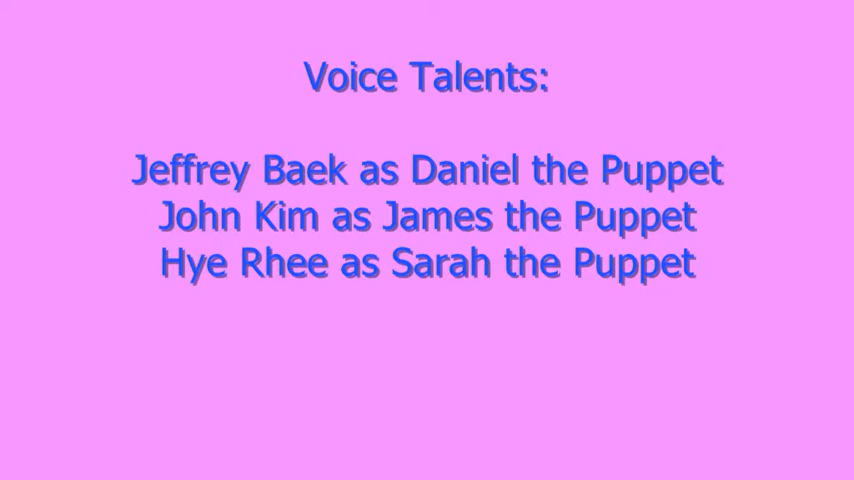 Voice Talents:
Jeffrey Baek as Daniel the Puppet
John Kim as James the Puppet
Hye Rhee as Sarah the Puppet